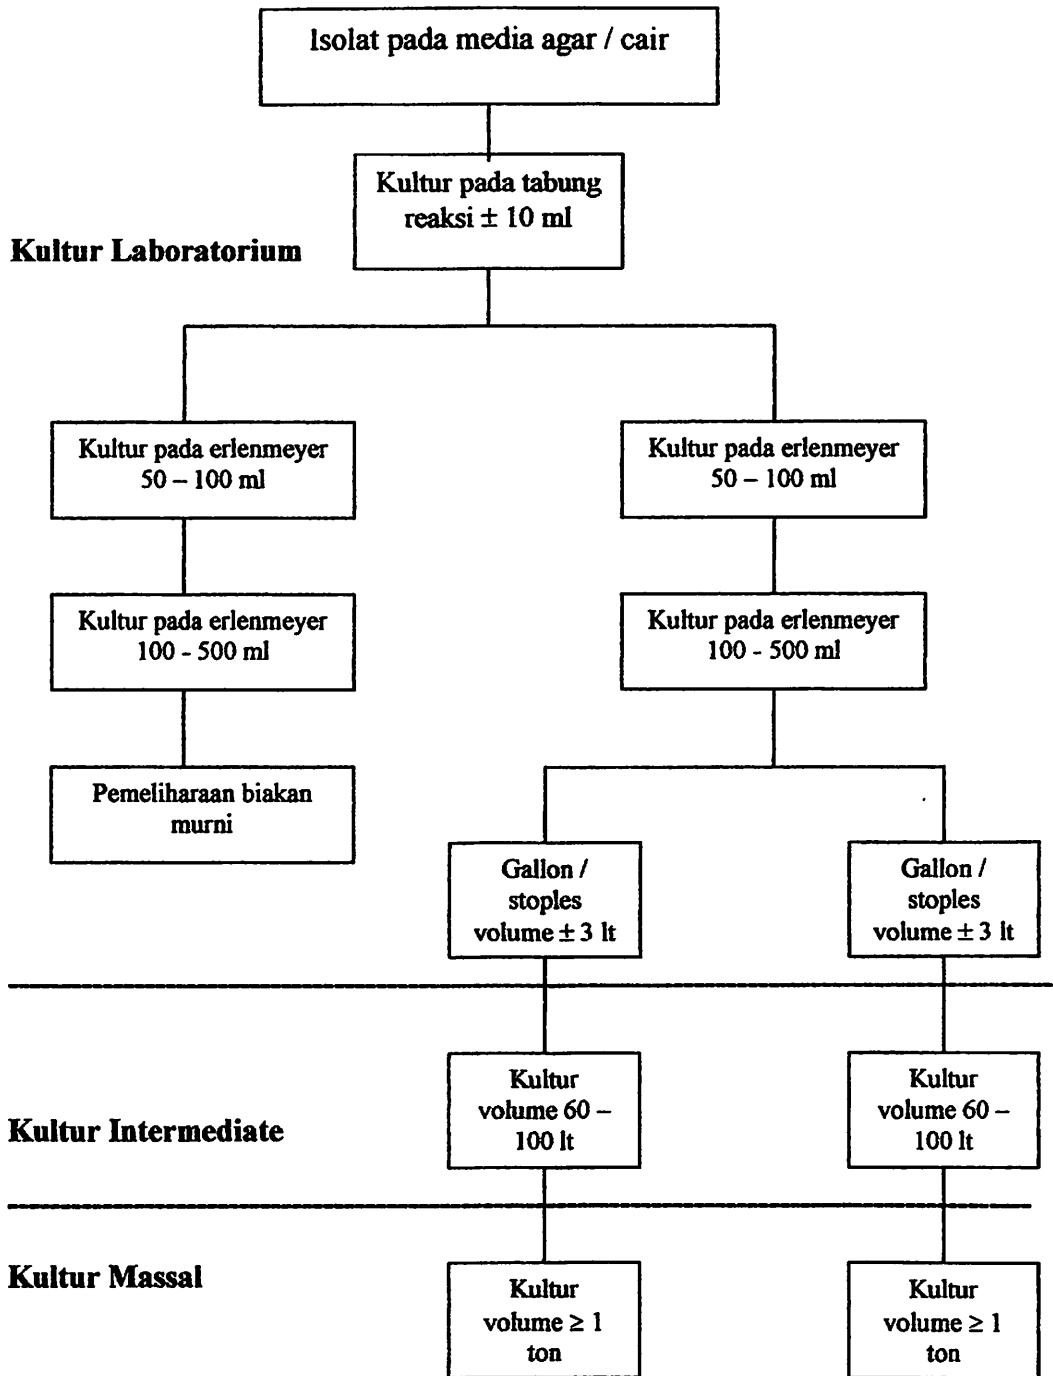 Isolat pada media agar / cair
Kultur pada tabung
reaksi ± 10 ml
Kultur Laboratorium
Kultur pada erlenmeyer
50 – 100 ml
Kultur pada erlenmeyer
50 – 100 ml
Kultur pada erlenmeyer
100 - 500 ml
Kultur pada erlenmeyer
100 - 500 ml
Pemeliharaan biakan
murni
Gallon /
stoples
volume ± 3 lt
Gallon /
stoples
volume ± 3 lt
Kultur Intermediate
Kultur
volume 60 –
100 lt
Kultur
volume 60 –
100 lt
Kultur Massal
Kultur
volume ≥ 1
ton
Kultur
volume ≥ 1
ton